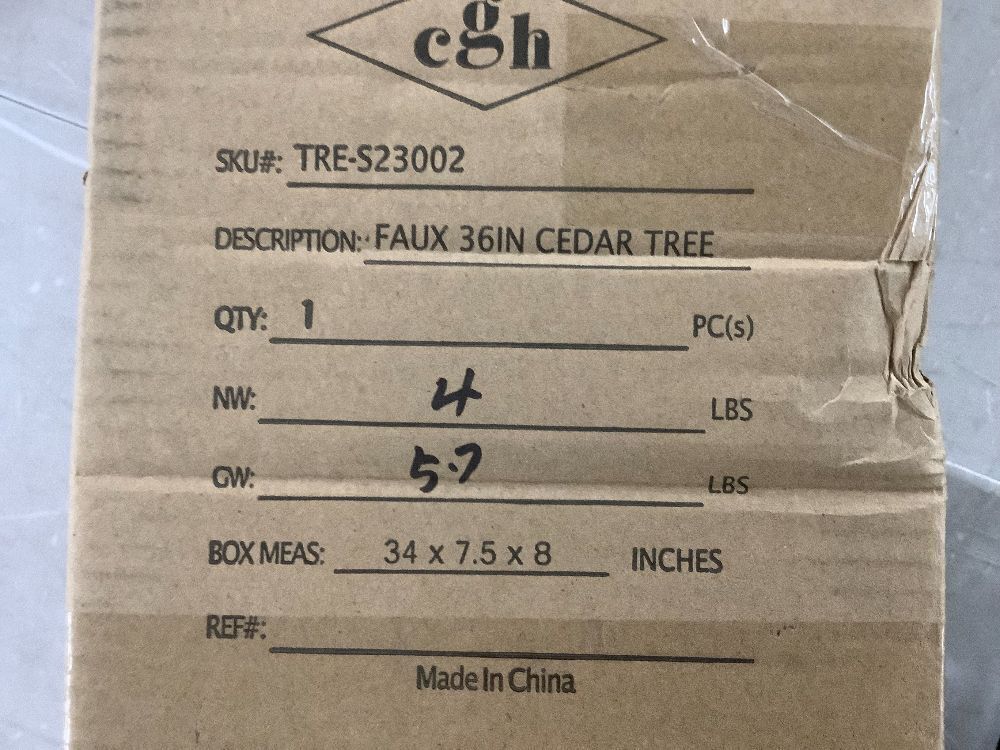 cgh
SKU#: TRE-S23002
DESCRIPTION: FAUX 36IN CEDAR TREE
QTY: 1 PC(s)
NW: 4 LBS
GW: 5.7 LBS
BOX MEAS: 34 x 7.5 x 8 INCHES
REF#:
Made In China